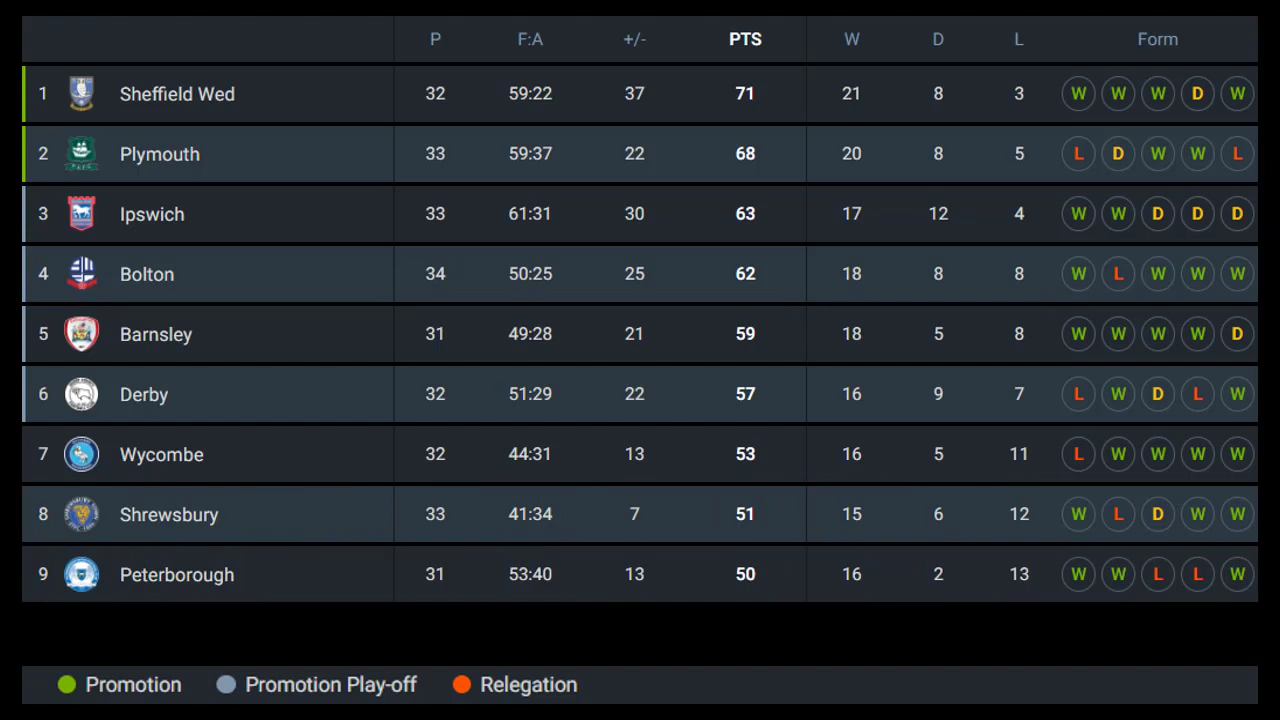 P F:A +/- PTS W D L Form
1 Sheffield Wed 32 59:22 37 71 21 8 3 W W W D W
2 Plymouth 33 59:37 22 68 20 8 5 L D W W L
3 Ipswich 33 61:31 30 63 17 12 4 W W D D D
4 Bolton 34 50:25 25 62 18 8 8 W L W W W
5 Barnsley 31 49:28 21 59 18 5 8 W W W W D
6 Derby 32 51:29 22 57 16 9 7 L W D L W
7 Wycombe 32 44:31 13 53 16 5 11 L W W W W
8 Shrewsbury 33 41:34 7 51 15 6 12 W L D W W
9 Peterborough 31 53:40 13 50 16 2 13 W W L L W
Promotion Promotion Play-off Relegation